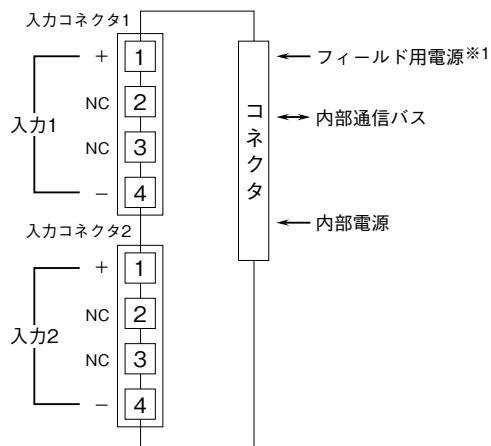 入力コネクタ1
+
1
NC
2
入力1
NC
3
−
4
入力コネクタ2
+
1
NC
2
入力2
NC
3
−
4
コネクタ
フィールド用電源※1
内部通信バス
内部電源